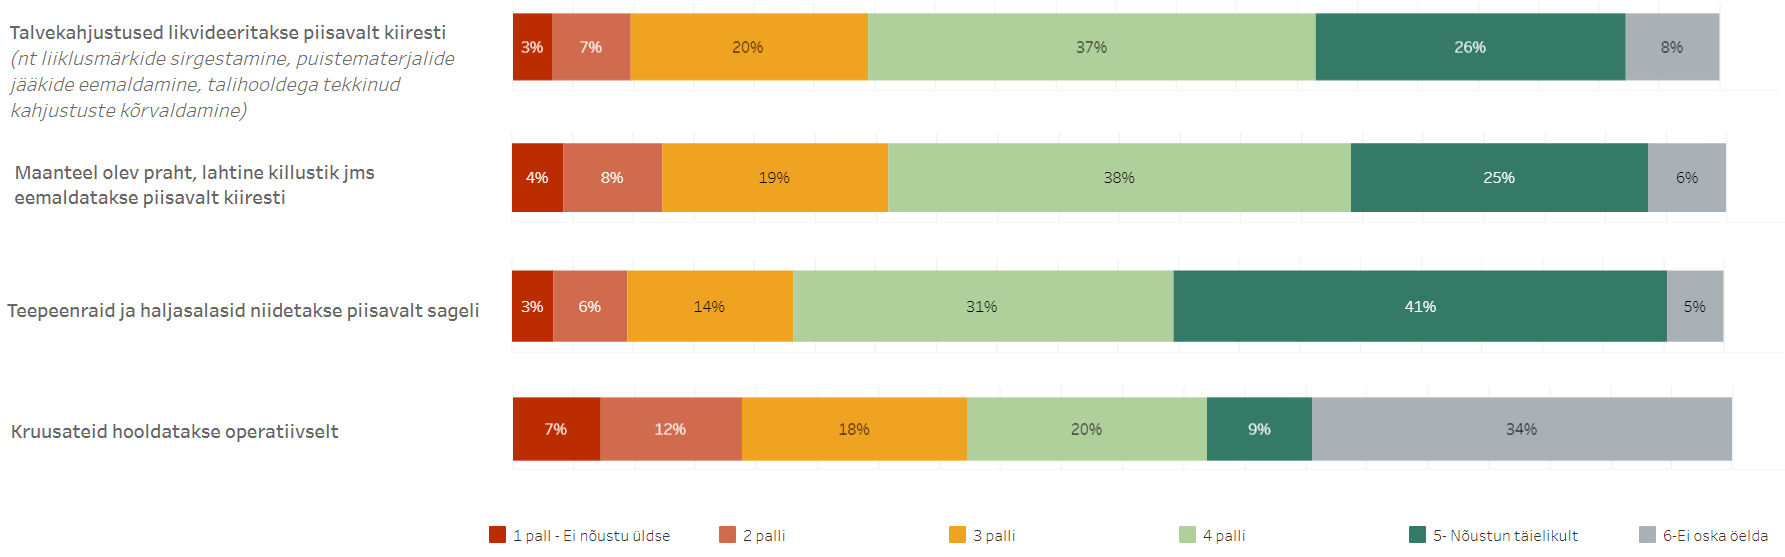 Talvekahjustused likvideeritakse piisavalt kiiresti
(nt liiklusmärkide sirgestamine, puistematerjalide
jääkide eemaldamine, talihooldega tekkinud
kahjustuste kõrvaldamine)
3% 7% 20% 37% 26% 8%
Maanteel olev praht, lahtine killustik jms
eemaldatakse piisavalt kiiresti
4% 8% 19% 38% 25% 6%
Teepeenraid ja haljasalasid niidetakse piisavalt sageli
3% 6% 14% 31% 41% 5%
Kruusateid hooldatakse operatiivselt
7% 12% 18% 20% 9% 34%
1 pall - Ei nõustu üldse 2 palli 3 palli 4 palli 5- Nõustun täielikult 6-Ei oska öelda